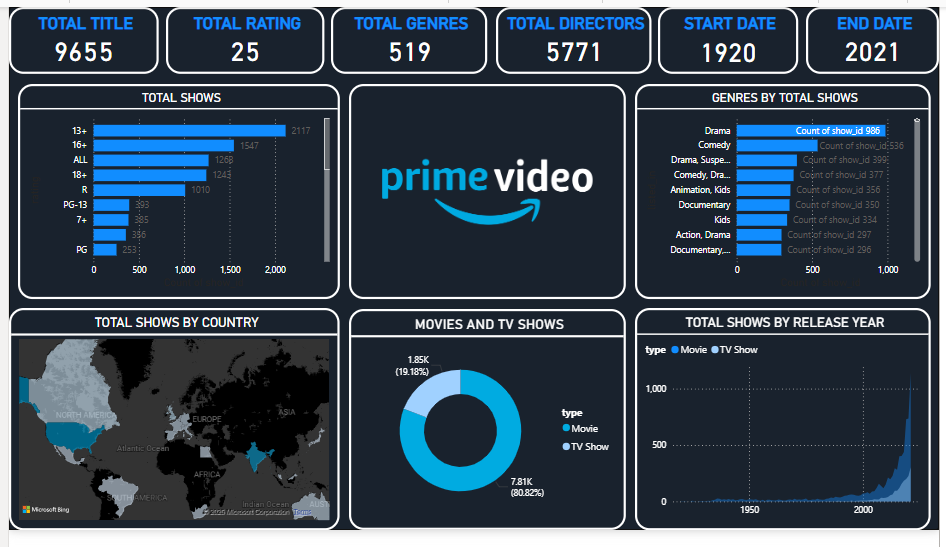 TOTAL TITLE
9655
TOTAL RATING
25
TOTAL GENRES
519
TOTAL DIRECTORS
5771
START DATE
1920
END DATE
2021
TOTAL SHOWS
13+ 2117
16+ 1547
ALL 1268
18+ 1243
R 1010
PG-13 393
7+ 385
PG 253
0 500 1,000 1,500 2,000
prime video
GENRES BY TOTAL SHOWS
Drama Count of show_id 986
Comedy Count of show_id 536
Drama, Suspe... Count of show_id 399
Comedy, Dra... Count of show_id 377
Animation, Kids Count of show_id 356
Documentary Count of show_id 350
Kids Count of show_id 334
Action, Drama Count of show_id 297
Documentary,... Count of show_id 296
0 500 1,000
TOTAL SHOWS BY COUNTRY
NORTH AMERICA
EUROPE
ASIA
Atlantic Ocean
AFRICA
SOUTH AMERICA
Indian Ocean
Microsoft Bing
Microsoft Corporation Terms
MOVIES AND TV SHOWS
1.85K
(19.18%)
7.81K
(80.82%)
type
Movie
TV Show
TOTAL SHOWS BY RELEASE YEAR
type Movie TV Show
1,000
500
0
1950 2000